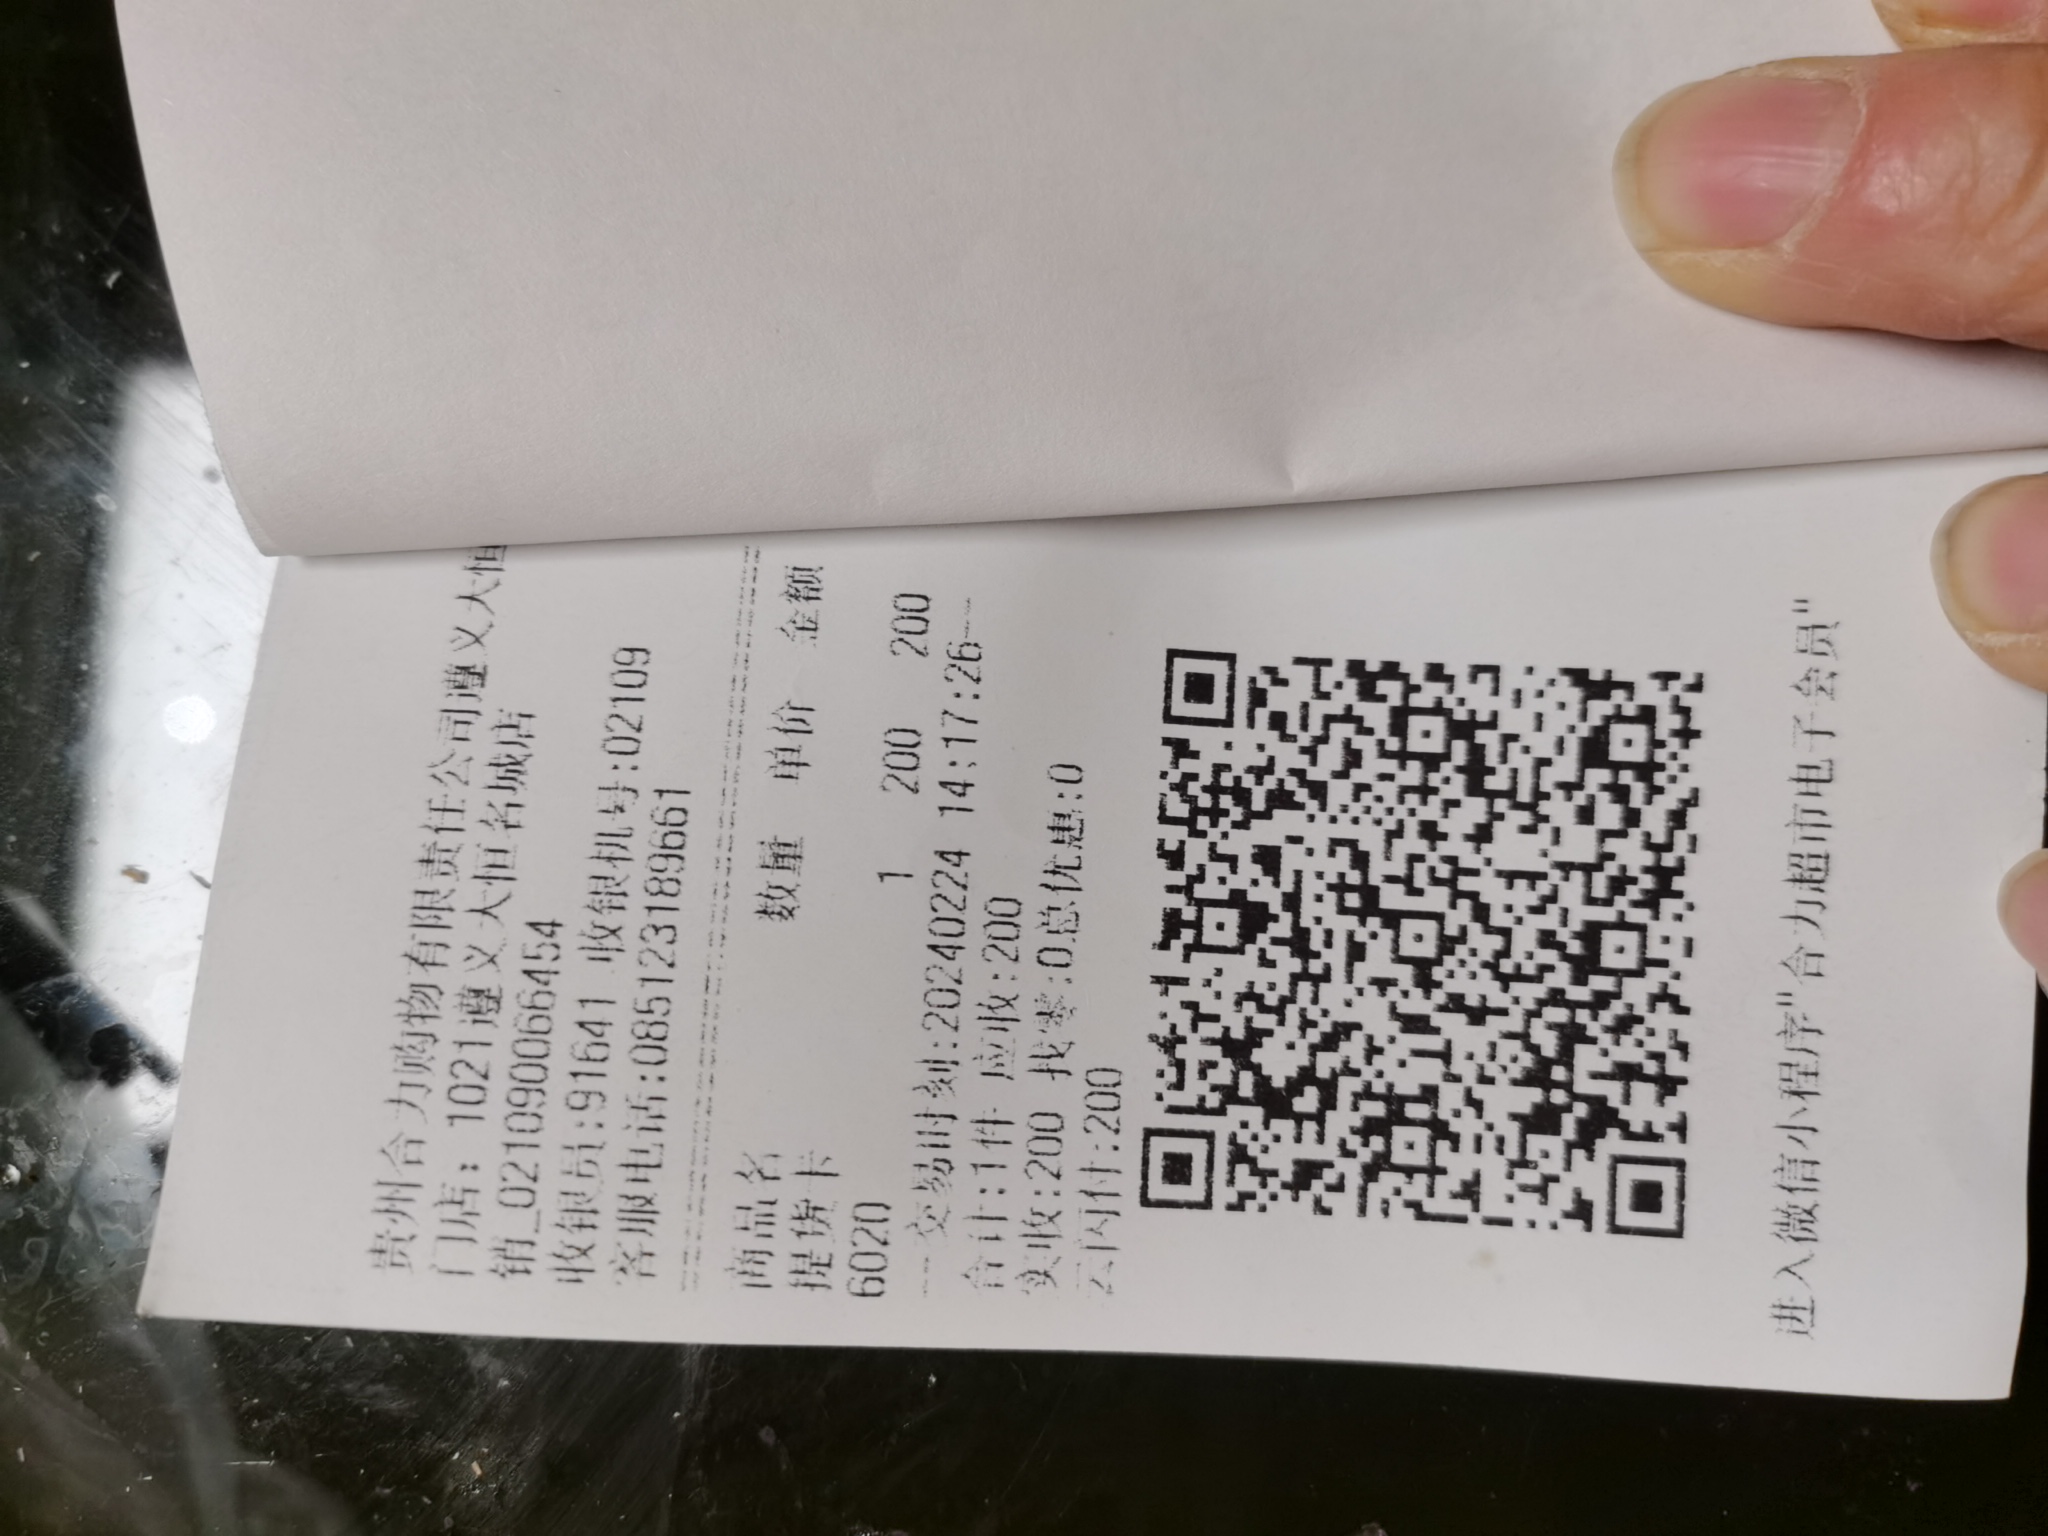 贵州合力购物有限责任公司遵义大恒
门店：1021遵义大恒名城店
销_021090066454
收银员:91641 收银机号:02109
客服电话:085123189661
商品名 数量 单价 金额
提货卡
6020 1 200 200
--交易时刻:20240224 14:17:26--
合计:1件 应收:200
实收:200 找零:0总优惠:0
云闪付:200
进入微信小程序"合力超市电子会员"